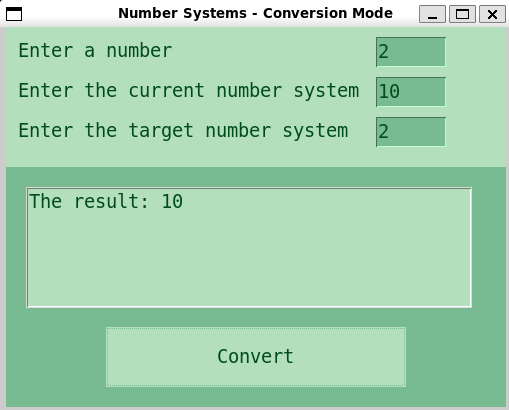 Number Systems - Conversion Mode
Enter a number 2
Enter the current number system 10
Enter the target number system 2
The result: 10
Convert